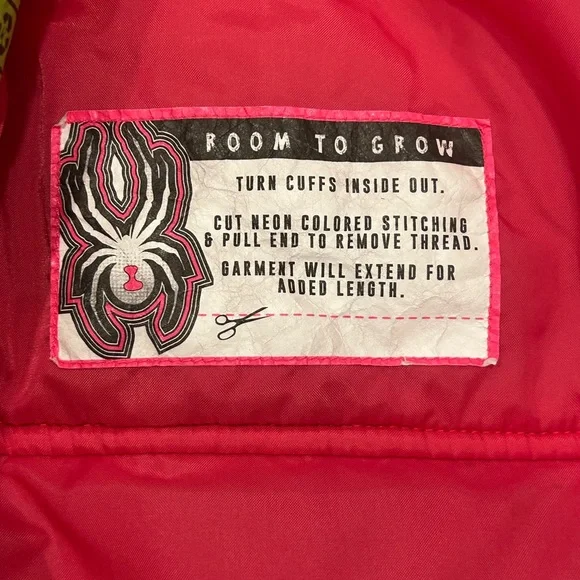 ROOM TO GROW
TURN CUFFS INSIDE OUT.
CUT NEON COLORED STITCHING
& PULL END TO REMOVE THREAD.
GARMENT WILL EXTEND FOR
ADDED LENGTH.